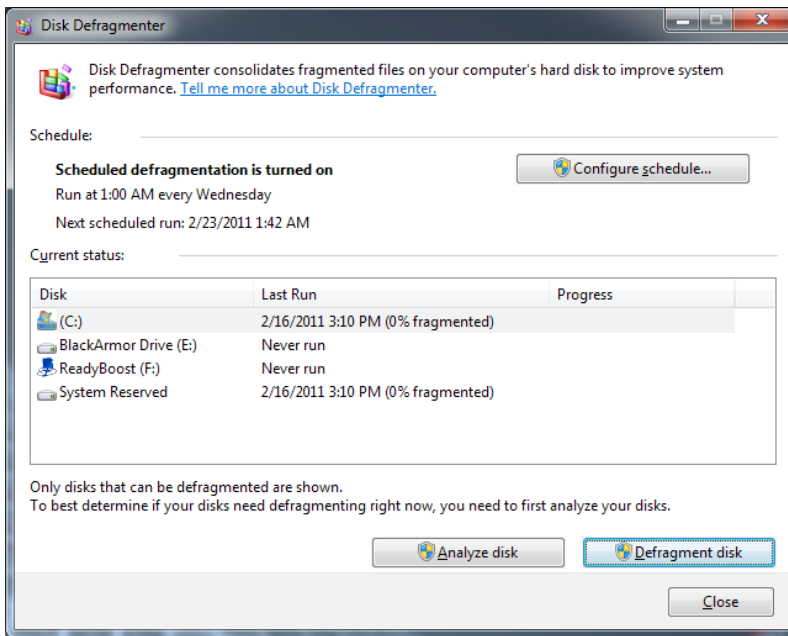 Disk Defragmenter
Disk Defragmenter consolidates fragmented files on your computer's hard disk to improve system
performance. Tell me more about Disk Defragmenter.
Schedule:
Scheduled defragmentation is turned on
Configure schedule...
Run at 1:00 AM every Wednesday
Next scheduled run: 2/23/2011 1:42 AM
Current status:
Disk Last Run Progress
(C:) 2/16/2011 3:10 PM (0% fragmented)
BlackArmor Drive (E:) Never run
ReadyBoost (F:) Never run
System Reserved 2/16/2011 3:10 PM (0% fragmented)
Only disks that can be defragmented are shown.
To best determine if your disks need defragmenting right now, you need to first analyze your disks.
Analyze disk Defragment disk
Close